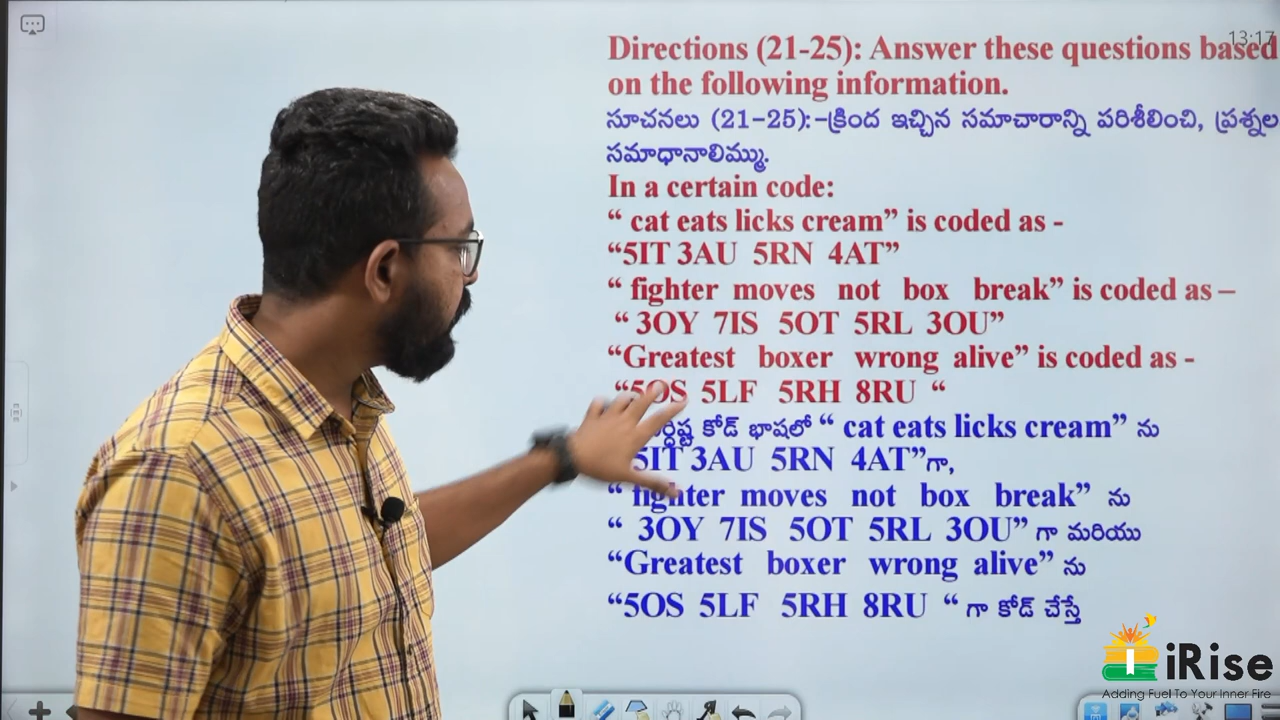 13:17
Directions (21-25): Answer these questions based
on the following information.
సూచనలు (21-25):-క్రింద ఇచ్చిన సమాచారాన్ని పరిశీలించి, ప్రశ్నల
సమాధానాలిమ్ము.
In a certain code:
“ cat eats licks cream” is coded as -
“5IT 3AU 5RN 4AT”
“ fighter moves not box break” is coded as –
“ 3OY 7IS 5OT 5RL 3OU”
“Greatest boxer wrong alive” is coded as -
“5OS 5LF 5RH 8RU “
కోడ్ భాషలో “ cat eats licks cream” ను
5IT 3AU 5RN 4AT”గా,
“ fighter moves not box break” ను
“ 3OY 7IS 5OT 5RL 3OU” గా మరియు
“Greatest boxer wrong alive” ను
“5OS 5LF 5RH 8RU “ గా కోడ్ చేస్తే
iRise
Adding Fuel To Your Inner Fire